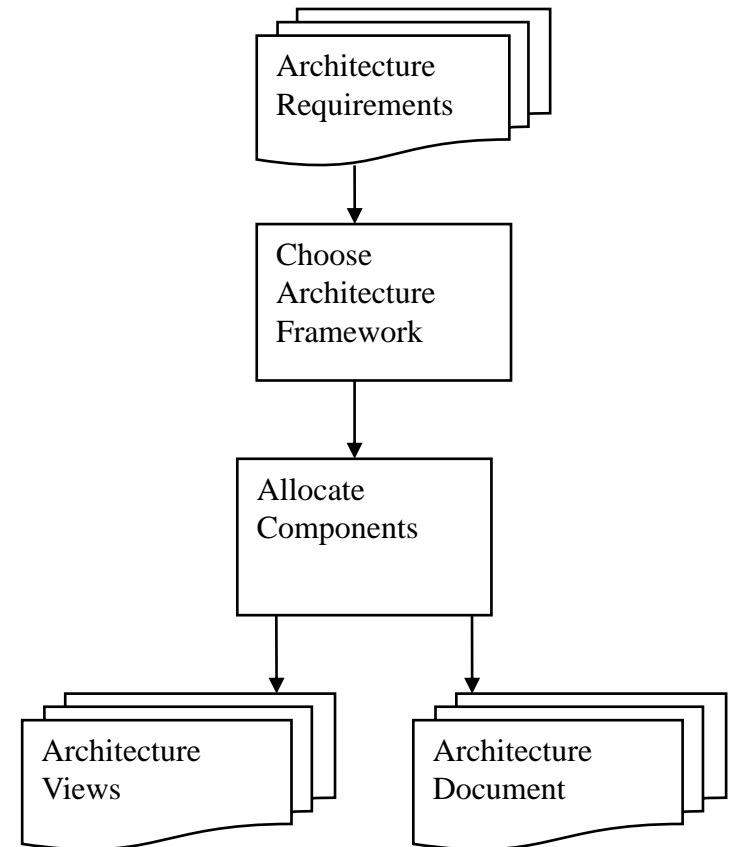 Architecture
Requirements
Choose
Architecture
Framework
Allocate
Components
Architecture
Views
Architecture
Document